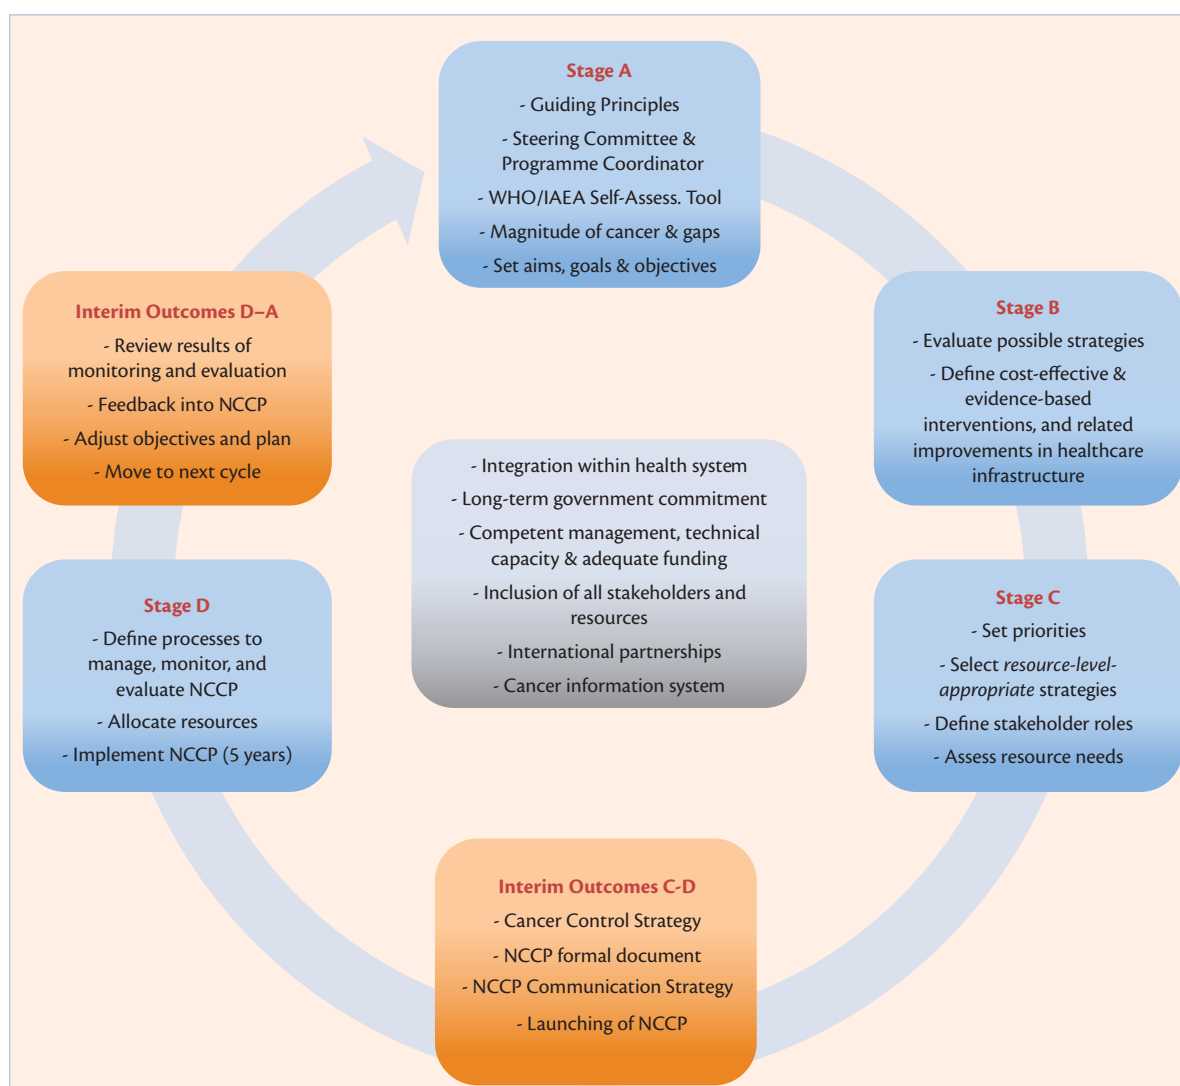 Stage A
- Guiding Principles
- Steering Committee &
Programme Coordinator
- WHO/IAEA Self-Assess. Tool
- Magnitude of cancer & gaps
- Set aims, goals & objectives
Stage B
- Evaluate possible strategies
- Define cost-effective &
evidence-based
interventions, and related
improvements in healthcare
infrastructure
Stage C
- Set priorities
- Select resource-level-
appropriate strategies
- Define stakeholder roles
- Assess resource needs
Interim Outcomes C-D
- Cancer Control Strategy
- NCCP formal document
- NCCP Communication Strategy
- Launching of NCCP
Stage D
- Define processes to
manage, monitor, and
evaluate NCCP
- Allocate resources
- Implement NCCP (5 years)
Interim Outcomes D–A
- Review results of
monitoring and evaluation
- Feedback into NCCP
- Adjust objectives and plan
- Move to next cycle
- Integration within health system
- Long-term government commitment
- Competent management, technical
capacity & adequate funding
- Inclusion of all stakeholders and
resources
- International partnerships
- Cancer information system